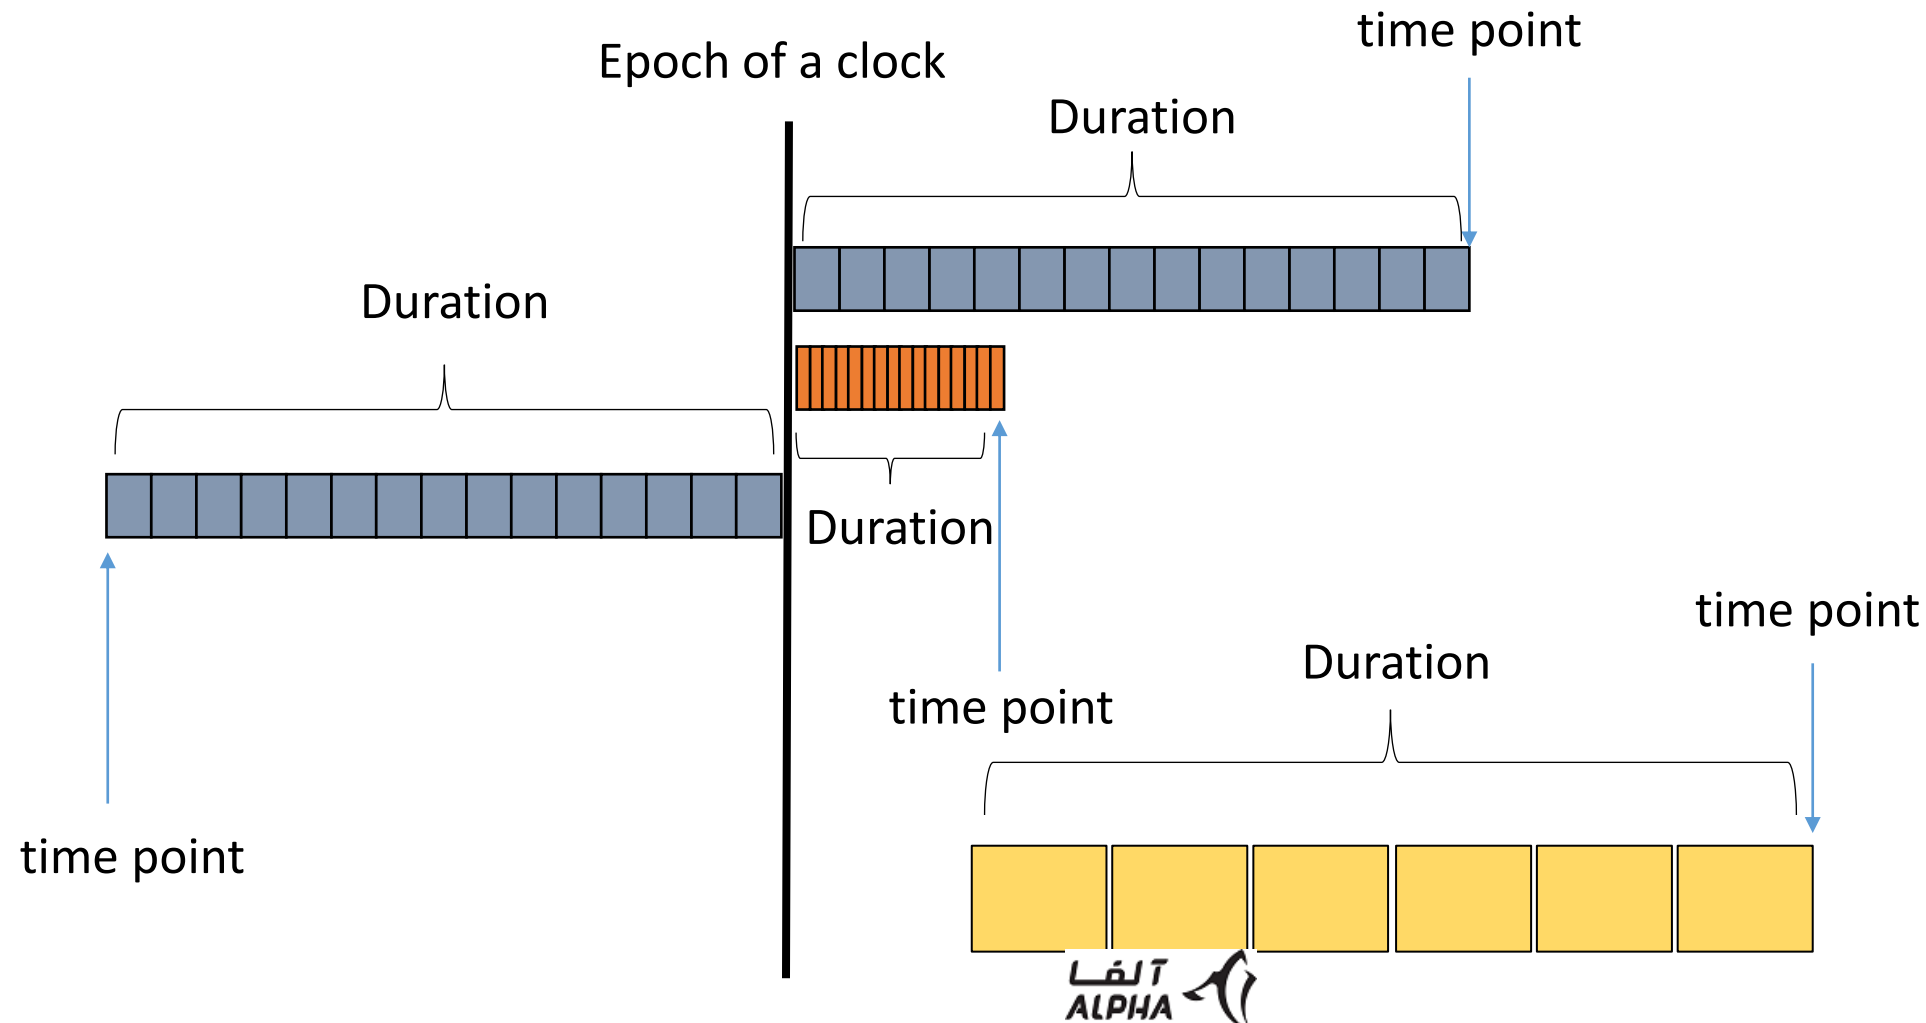 time point
Epoch of a clock
Duration
Duration
Duration
time point
Duration
time point
time point
آلفا
ALPHA